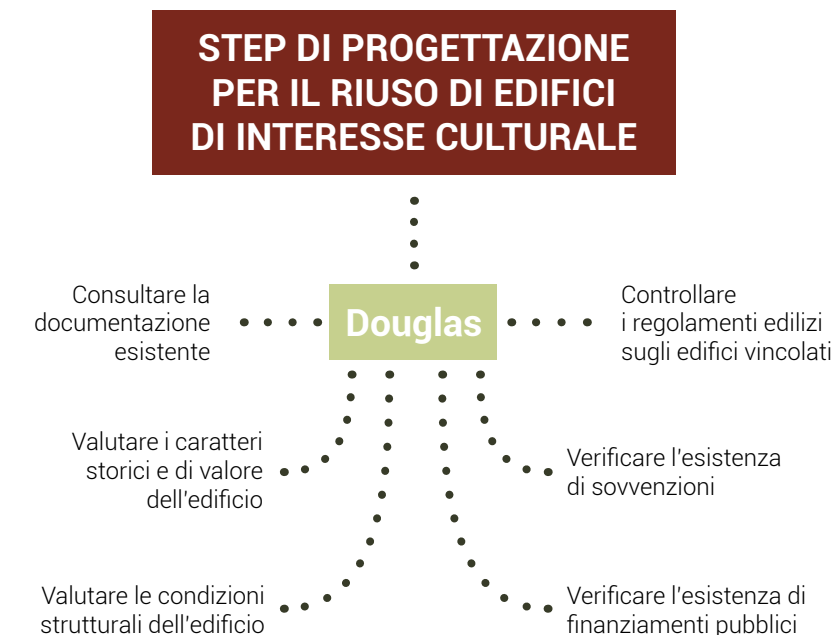 STEP DI PROGETTAZIONE
PER IL RIUSO DI EDIFICI
DI INTERESSE CULTURALE
Consultare la
documentazione
esistente
Douglas
Controllare
i regolamenti edilizi
sugli edifici vincolati
Valutare i caratteri
storici e di valore
dell'edificio
Verificare l'esistenza
di sovvenzioni
Valutare le condizioni
strutturali dell'edificio
Verificare l'esistenza di
finanziamenti pubblici